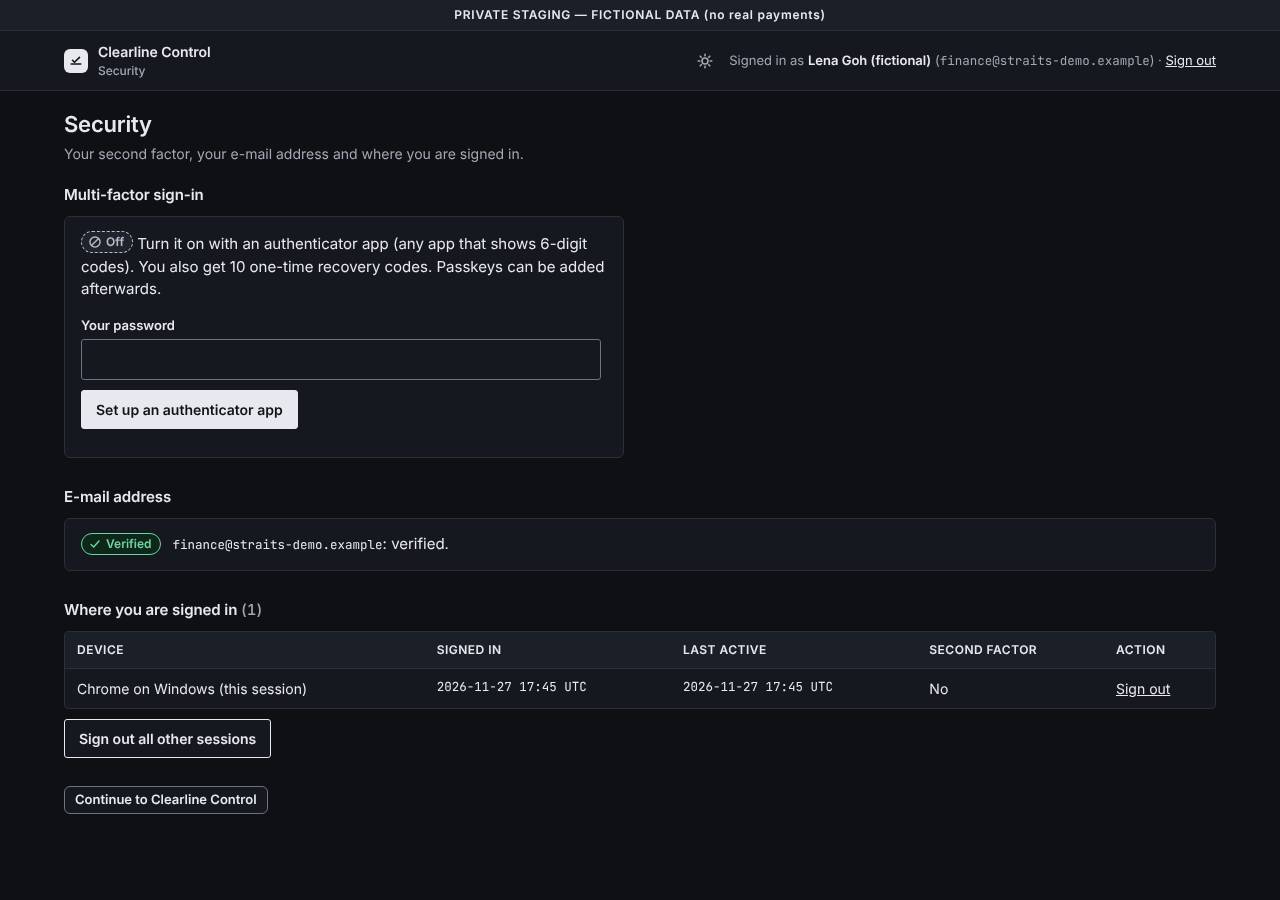 PRIVATE STAGING — FICTIONAL DATA (no real payments)
Clearline Control
Security
Signed in as Lena Goh (fictional) (finance@straits-demo.example) · Sign out
Security
Your second factor, your e-mail address and where you are signed in.
Multi-factor sign-in
Off Turn it on with an authenticator app (any app that shows 6-digit
codes). You also get 10 one-time recovery codes. Passkeys can be added
afterwards.
Your password
Set up an authenticator app
E-mail address
Verified finance@straits-demo.example: verified.
Where you are signed in (1)
DEVICE SIGNED IN LAST ACTIVE SECOND FACTOR ACTION
Chrome on Windows (this session) 2026-11-27 17:45 UTC 2026-11-27 17:45 UTC No Sign out
Sign out all other sessions
Continue to Clearline Control